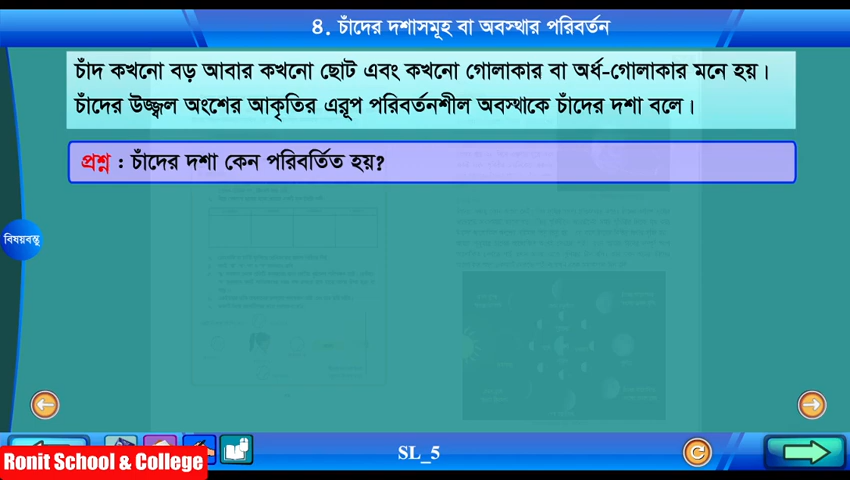 ৪. চাঁদের দশাসমূহ বা অবস্থার পরিবর্তন
চাঁদ কখনো বড় আবার কখনো ছোট এবং কখনো গোলাকার বা অর্ধ-গোলাকার মনে হয়।
চাঁদের উজ্জ্বল অংশের আকৃতির এরূপ পরিবর্তনশীল অবস্থাকে চাঁদের দশা বলে।
প্রশ্ন : চাঁদের দশা কেন পরিবর্তিত হয়?
বিষয়বস্তু
SL_5
Ronit School & College